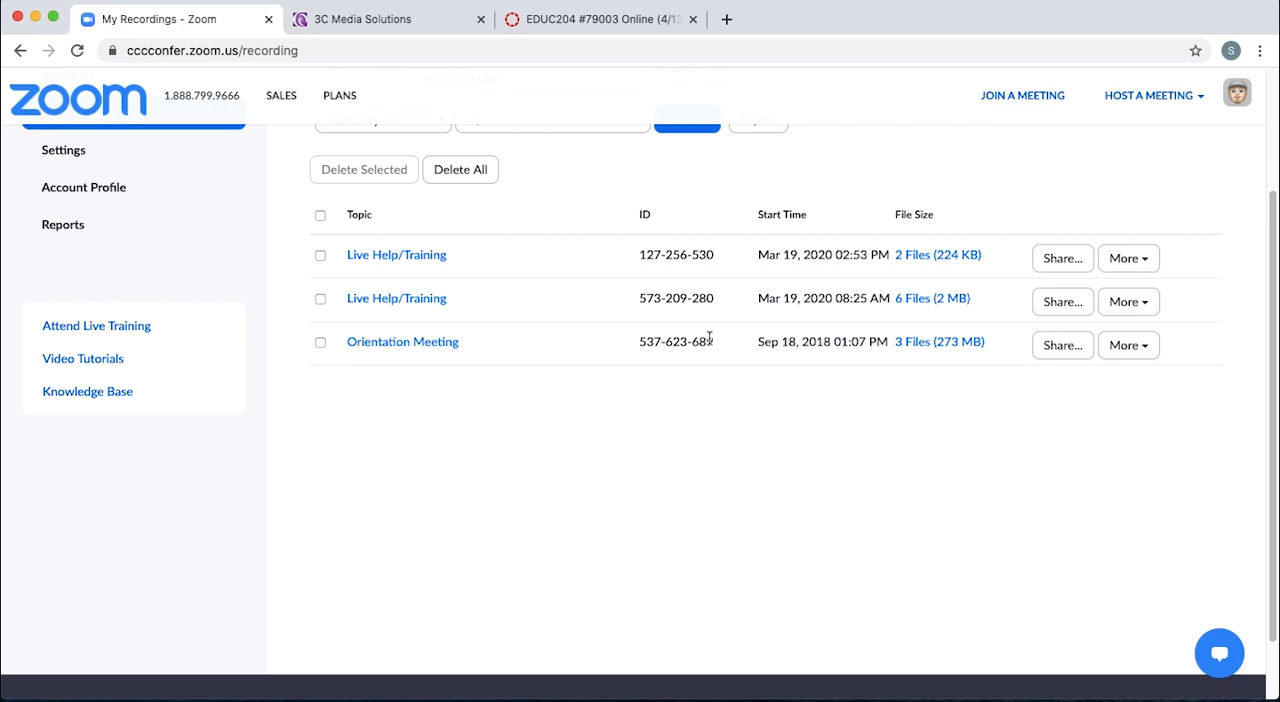 My Recordings - Zoom
3C Media Solutions
EDUC204 #79003 Online (4/13
cccconfer.zoom.us/recording
S
zoom
1.888.799.9666
SALES
PLANS
JOIN A MEETING
HOST A MEETING
Settings
Account Profile
Reports
Attend Live Training
Video Tutorials
Knowledge Base
Delete Selected
Delete All
Topic ID Start Time File Size
Live Help/Training 127-256-530 Mar 19, 2020 02:53 PM 2 Files (224 KB) Share... More
Live Help/Training 573-209-280 Mar 19, 2020 08:25 AM 6 Files (2 MB) Share... More
Orientation Meeting Sep 18, 2018 01:07 PM 3 Files (273 MB) Share... More